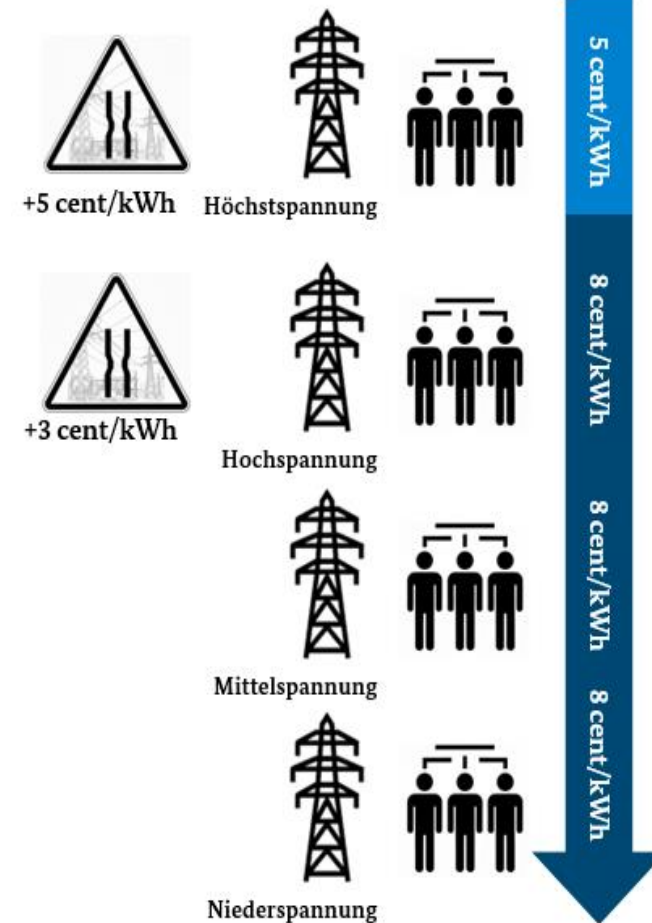 +5 cent/kWh
Höchstspannung
5 cent/kWh
+3 cent/kWh
Hochspannung
8 cent/kWh
Mittelspannung
8 cent/kWh
Niederspannung
8 cent/kWh